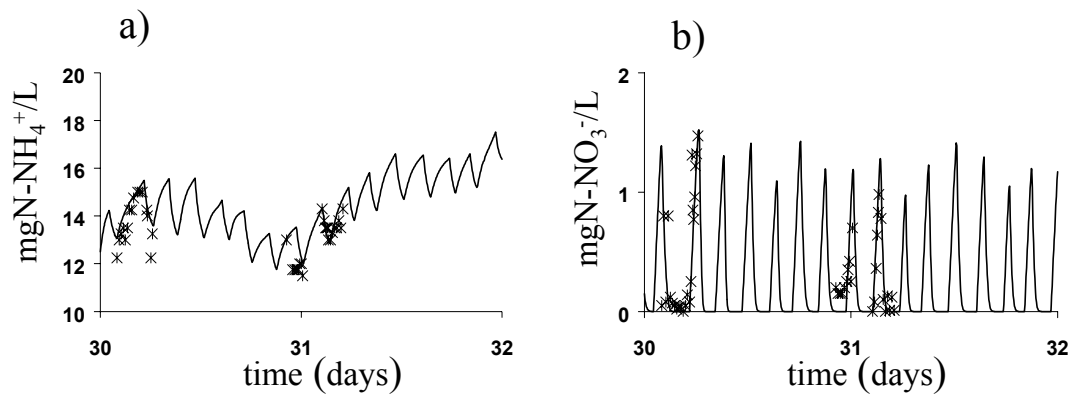 a)
mgN-NH₄⁺/L
20
18
16
14
12
10
30
31
32
time (days)
b)
mgN-NO₃⁻/L
2
1
0
30
31
32
time (days)